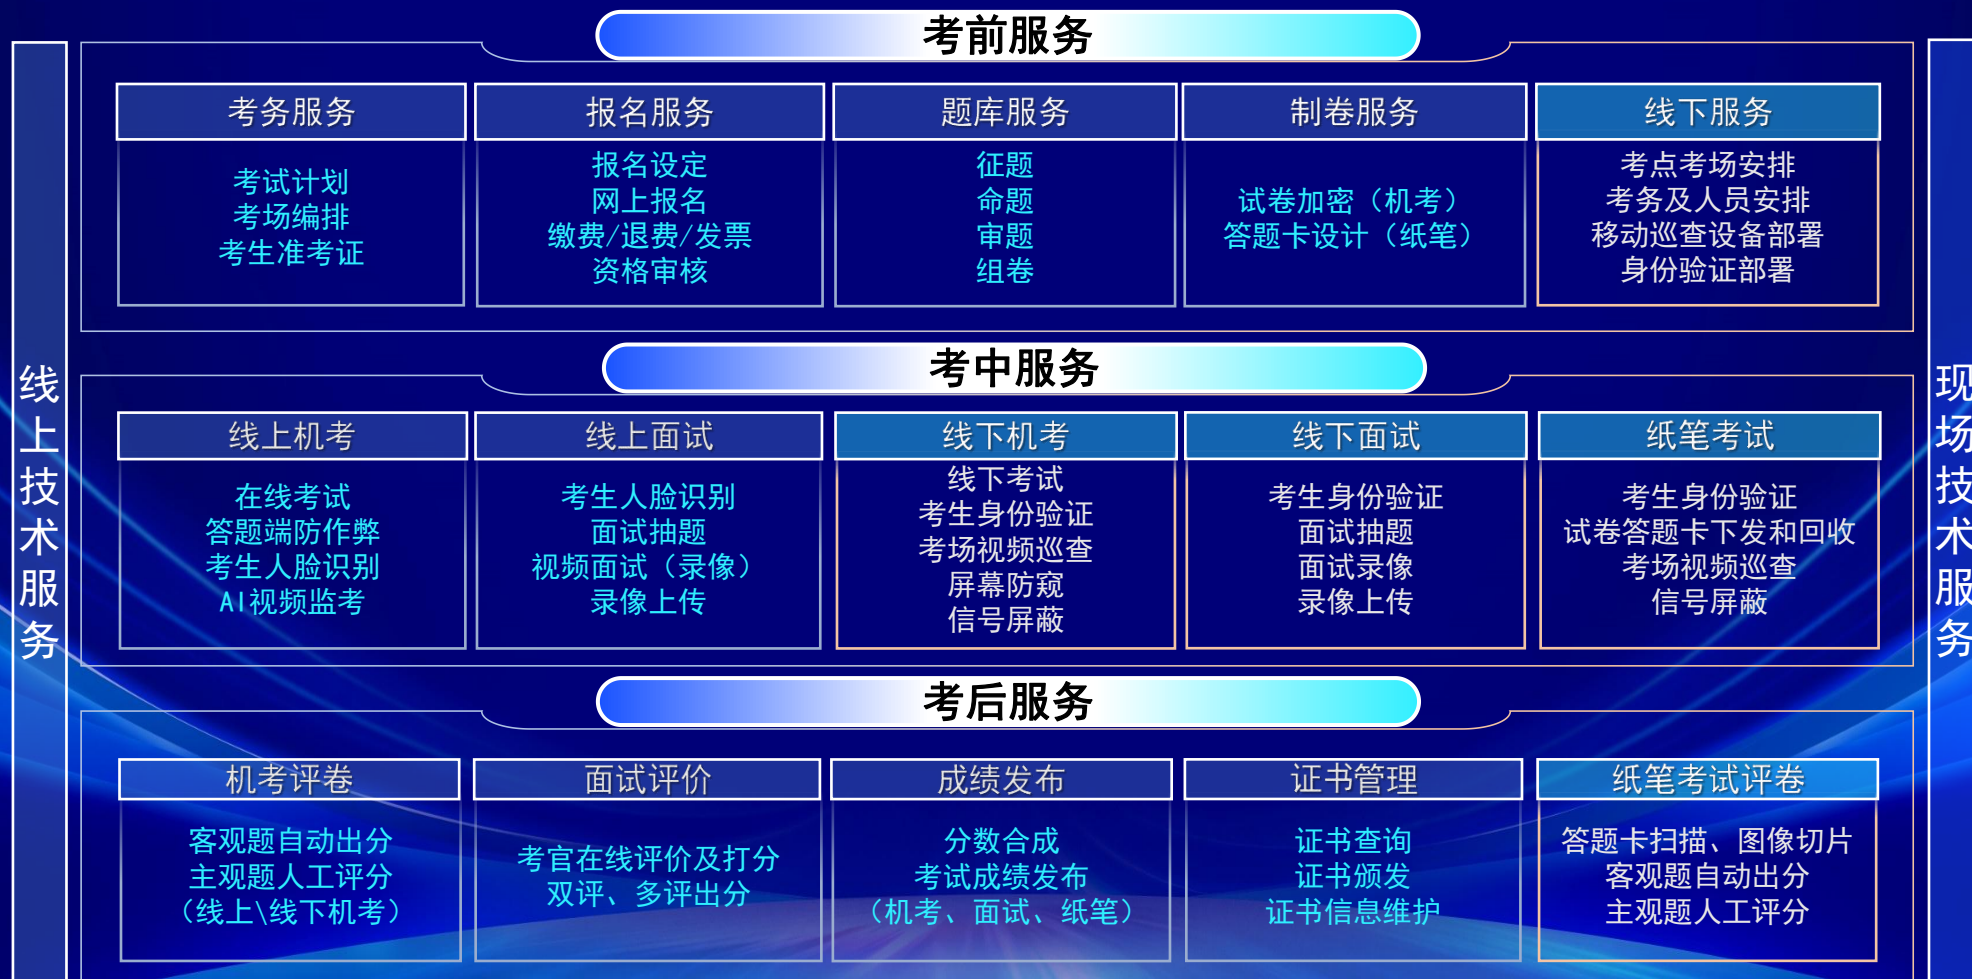 考前服务
考务服务
考试计划
考场编排
考生准考证
报名服务
报名设定
网上报名
缴费/退费/发票
资格审核
题库服务
征题
命题
审题
组卷
制卷服务
试卷加密（机考）
答题卡设计（纸笔）
线下服务
考点考场安排
考务及人员安排
移动巡查设备部署
身份验证部署
线上技术服务
现场技术服务
考中服务
线上机考
在线考试
答题端防作弊
考生人脸识别
AI视频监考
线上面试
考生人脸识别
面试抽题
视频面试（录像）
录像上传
线下机考
线下考试
考生身份验证
考场视频巡查
屏幕防窥
信号屏蔽
线下面试
考生身份验证
面试抽题
面试录像
录像上传
纸笔考试
考生身份验证
试卷答题卡下发和回收
考场视频巡查
信号屏蔽
考后服务
机考评卷
客观题自动出分
主观题人工评分
（线上\线下机考）
面试评价
考官在线评价及打分
双评、多评出分
成绩发布
分数合成
考试成绩发布
（机考、面试、纸笔）
证书管理
证书查询
证书颁发
证书信息维护
纸笔考试评卷
答题卡扫描、图像切片
客观题自动出分
主观题人工评分